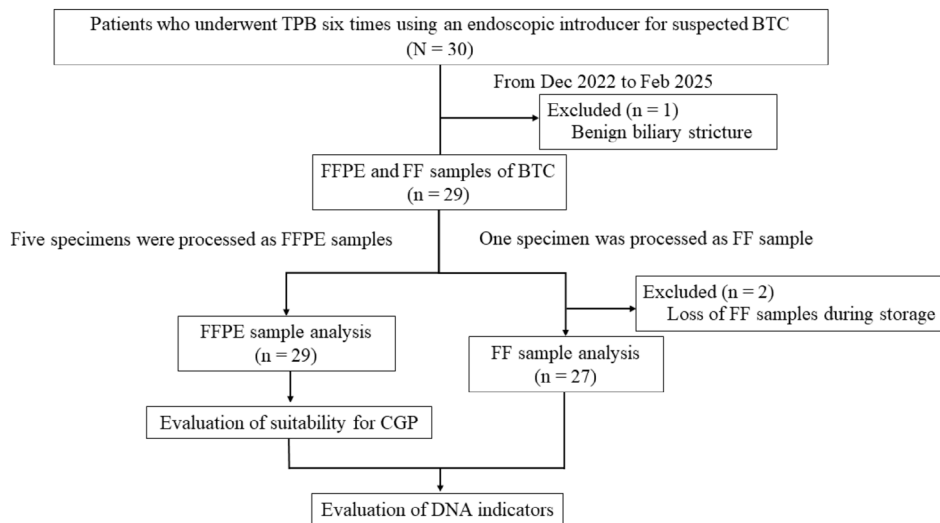 Patients who underwent TPB six times using an endoscopic introducer for suspected BTC
(N = 30)
From Dec 2022 to Feb 2025
Excluded (n = 1)
Benign biliary stricture
FFPE and FF samples of BTC
(n = 29)
Five specimens were processed as FFPE samples
One specimen was processed as FF sample
Excluded (n = 2)
Loss of FF samples during storage
FFPE sample analysis
(n = 29)
FF sample analysis
(n = 27)
Evaluation of suitability for CGP
Evaluation of DNA indicators